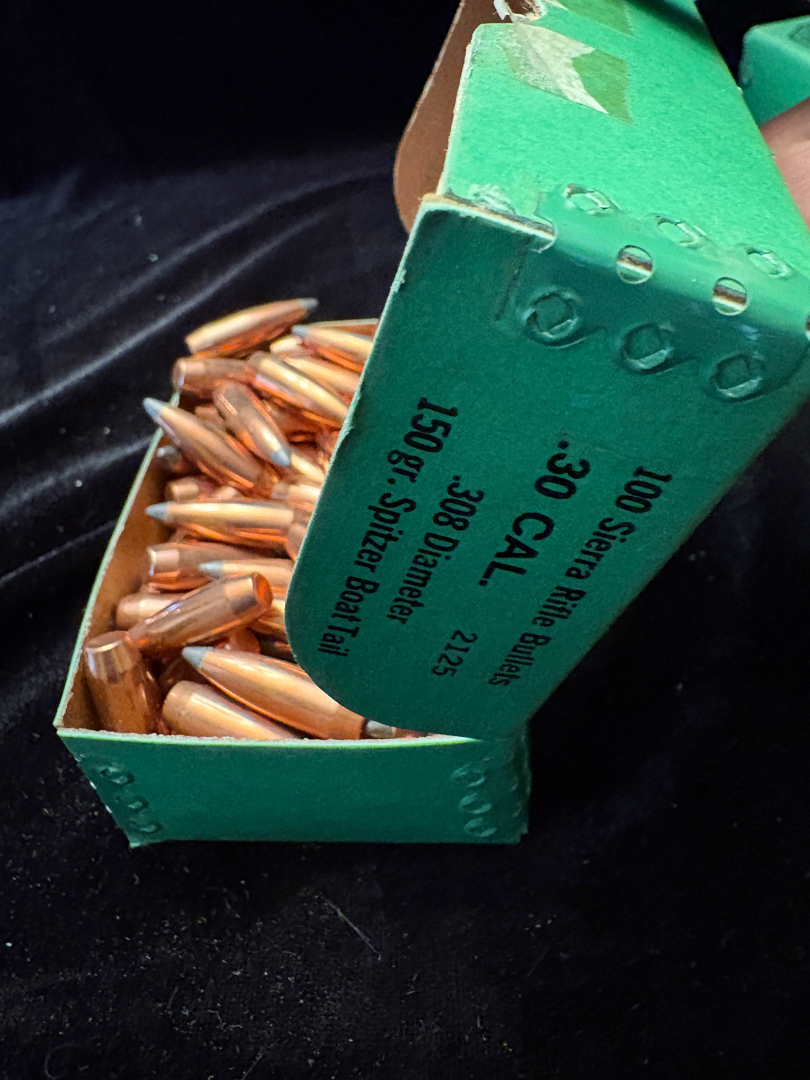 100 Sierra Rifle Bullets
.30 CAL. 2125
.308 Diameter
150 gr. Spitzer Boat Tail